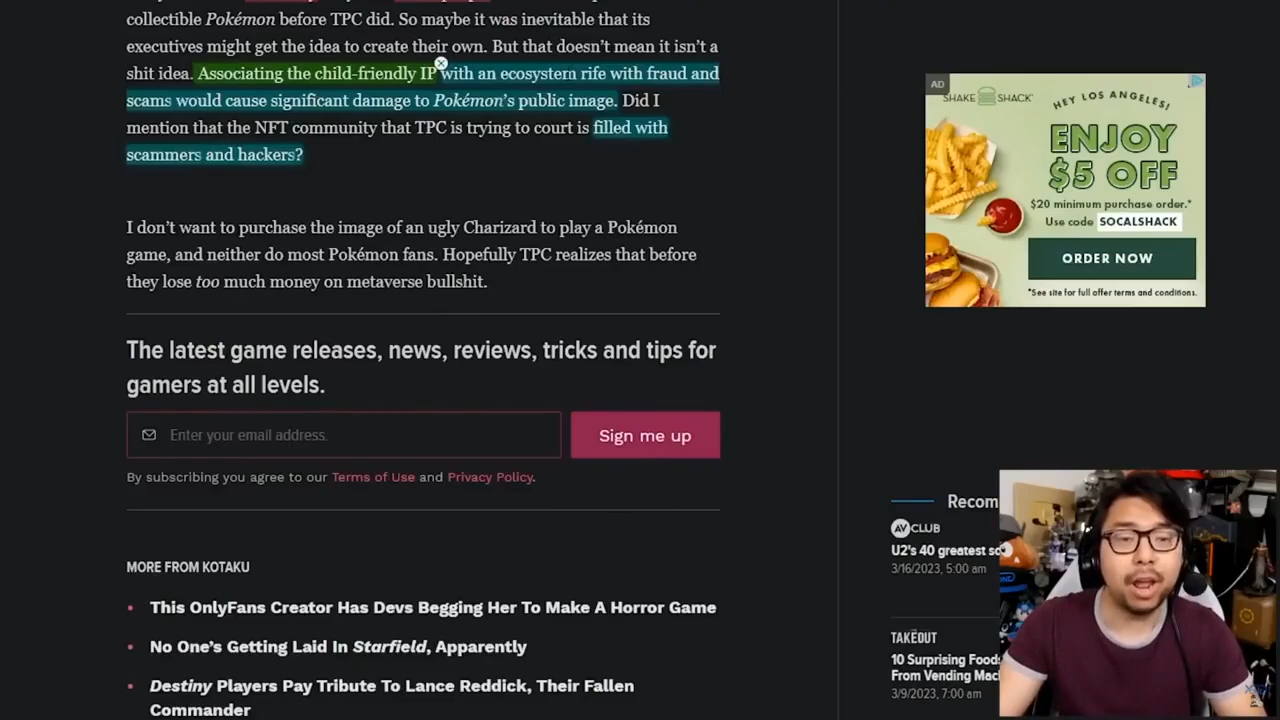 collectible Pokémon before TPC did. So maybe it was inevitable that its
executives might get the idea to create their own. But that doesn't mean it isn't a
shit idea. Associating the child-friendly IP with an ecosystem rife with fraud and
scams would cause significant damage to Pokémon's public image. Did I
mention that the NFT community that TPC is trying to court is filled with
scammers and hackers?
I don't want to purchase the image of an ugly Charizard to play a Pokémon
game, and neither do most Pokémon fans. Hopefully TPC realizes that before
they lose too much money on metaverse bullshit.
The latest game releases, news, reviews, tricks and tips for
gamers at all levels.
Enter your email address.
Sign me up
By subscribing you agree to our Terms of Use and Privacy Policy.
MORE FROM KOTAKU
This OnlyFans Creator Has Devs Begging Her To Make A Horror Game
No One's Getting Laid In Starfield, Apparently
Destiny Players Pay Tribute To Lance Reddick, Their Fallen
Commander
AD
SHAKE SHACK
HEY LOS ANGELES!
ENJOY
$5 OFF
$20 minimum purchase order.*
Use code SOCALSHACK
ORDER NOW
*See site for full offer terms and conditions.
Recom
AV CLUB
U2's 40 greatest so
3/16/2023, 5:00 am
TAKEOUT
10 Surprising Foods
From Vending Mac
3/9/2023, 7:00 am